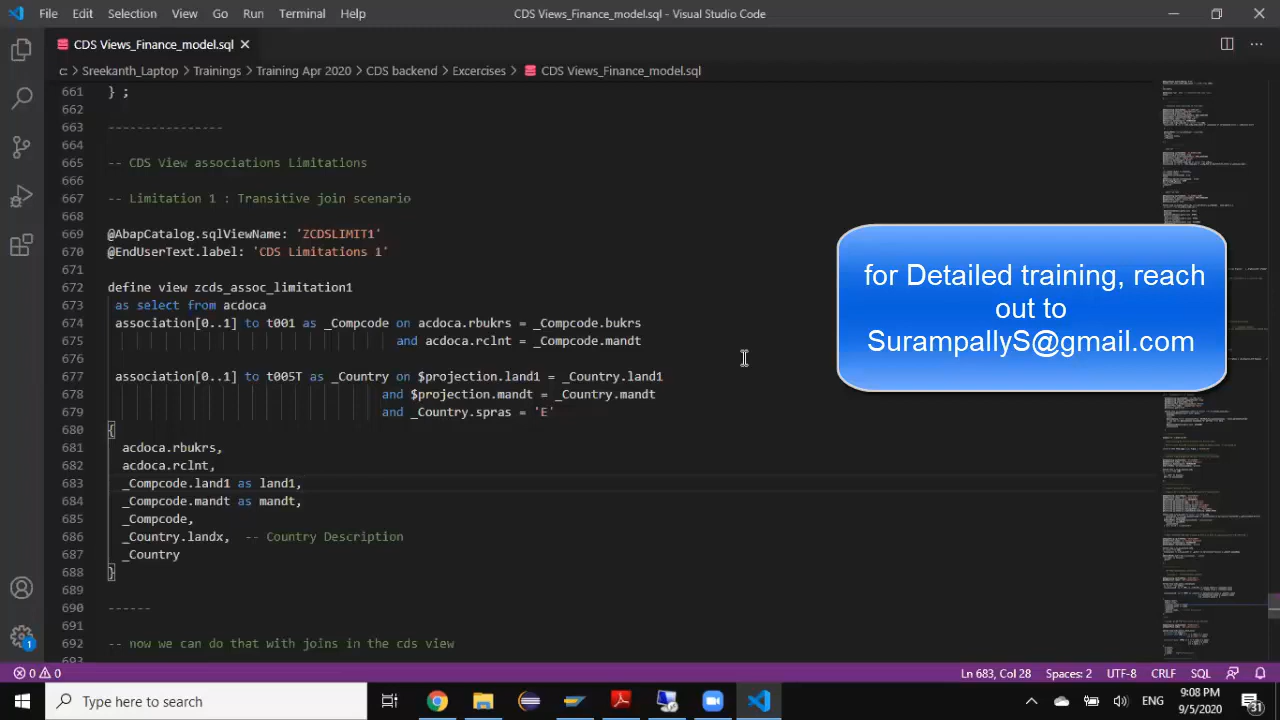 File Edit Selection View Go Run Terminal Help
CDS Views_Finance_model.sql - Visual Studio Code
CDS Views_Finance_model.sql
c: > Sreekanth_Laptop > Trainings > Training Apr 2020 > CDS backend > Excercises > CDS Views_Finance_model.sql
661 } ;
662
663 ---------------
664
665 -- CDS View associations Limitations
666
667 -- Limitation 1 : Transitive join scenario
668
669 @AbapCatalog.sqlViewName: 'ZCDSLIMIT1'
670 @EndUserText.label: 'CDS Limitations 1'
671
672 define view zcds_assoc_limitation1
673 as select from acdoca
674 association[0..1] to t001 as _Compcode on acdoca.rbukrs = _Compcode.bukrs
675 and acdoca.rclnt = _compcode.mandt
676
677 association[0..1] to t005T as _Country on $projection.land1 = _Country.land1
678 and $projection.mandt = _Country.mandt
679 and _Country.spras = 'E'
680 {
681 acdoca.rbukrs,
682 acdoca.rclnt,
683 _Compcode.land1 as land1,
684 _Compcode.mandt as mandt,
685 _Compcode,
686 _Country.landx, -- Country Description
687 _Country
688 }
689
690 ------
691
692 -- now we can do that with joins in the cds view
693
for Detailed training, reach
out to
SurampallyS@gmail.com
0 0
Ln 683, Col 28 Spaces: 2 UTF-8 CRLF SQL
1
Type here to search
ENG
9:08 PM
9/5/2020
31